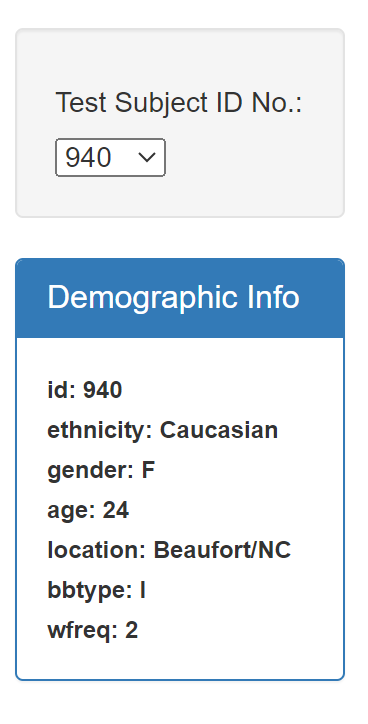 Test Subject ID No.:
940
Demographic Info
id: 940
ethnicity: Caucasian
gender: F
age: 24
location: Beaufort/NC
bbtype: I
wfreq: 2